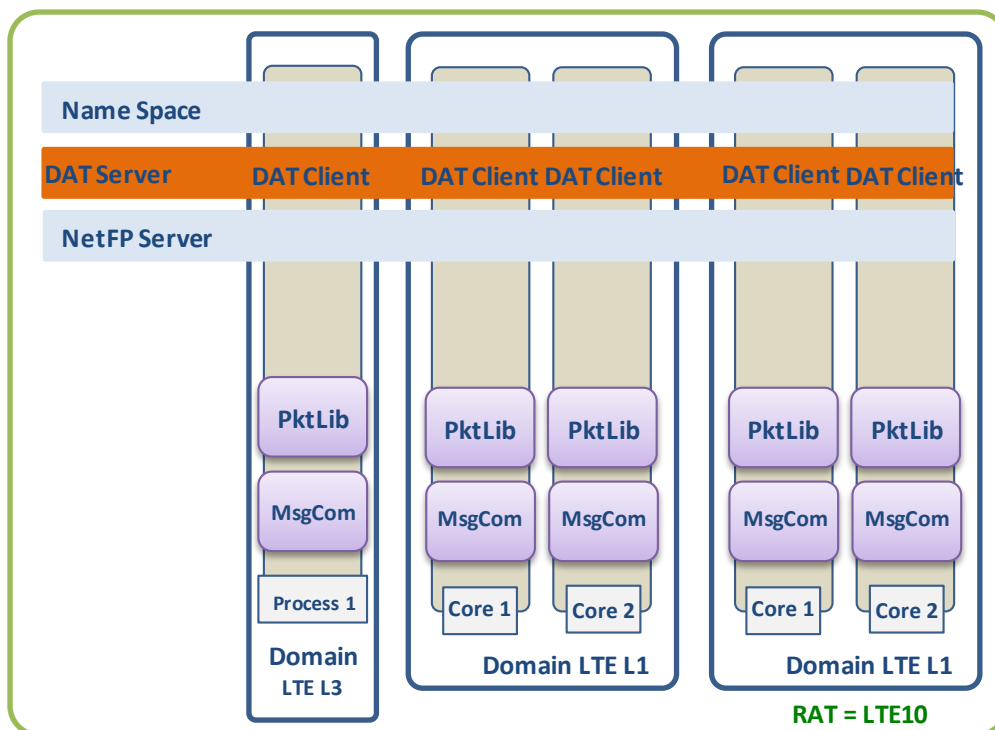 Name Space
DAT Server DAT Client DAT Client DAT Client DAT Client DAT Client
NetFP Server
PktLib PktLib PktLib PktLib PktLib
MsgCom MsgCom MsgCom MsgCom MsgCom
Process 1 Core 1 Core 2 Core 1 Core 2
Domain Domain LTE L1 Domain LTE L1
LTE L3
RAT = LTE10